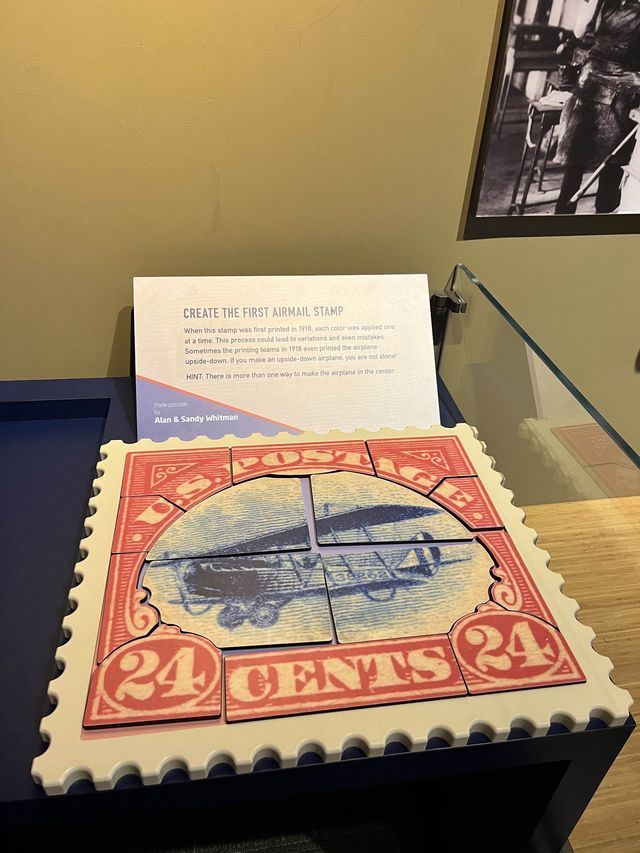 CREATE THE FIRST AIRMAIL STAMP
When this stamp was first printed in 1918, each color was applied one
at a time. This process could lead to variations and even mistakes.
Sometimes the printing teams in 1918 even printed the airplane
upside-down. If you make an upside-down airplane, you are not alone!
HINT: There is more than one way to make the airplane in the center.
Made possible
by
Alan & Sandy Whitman
U.S. POSTAGE
24 CENTS 24